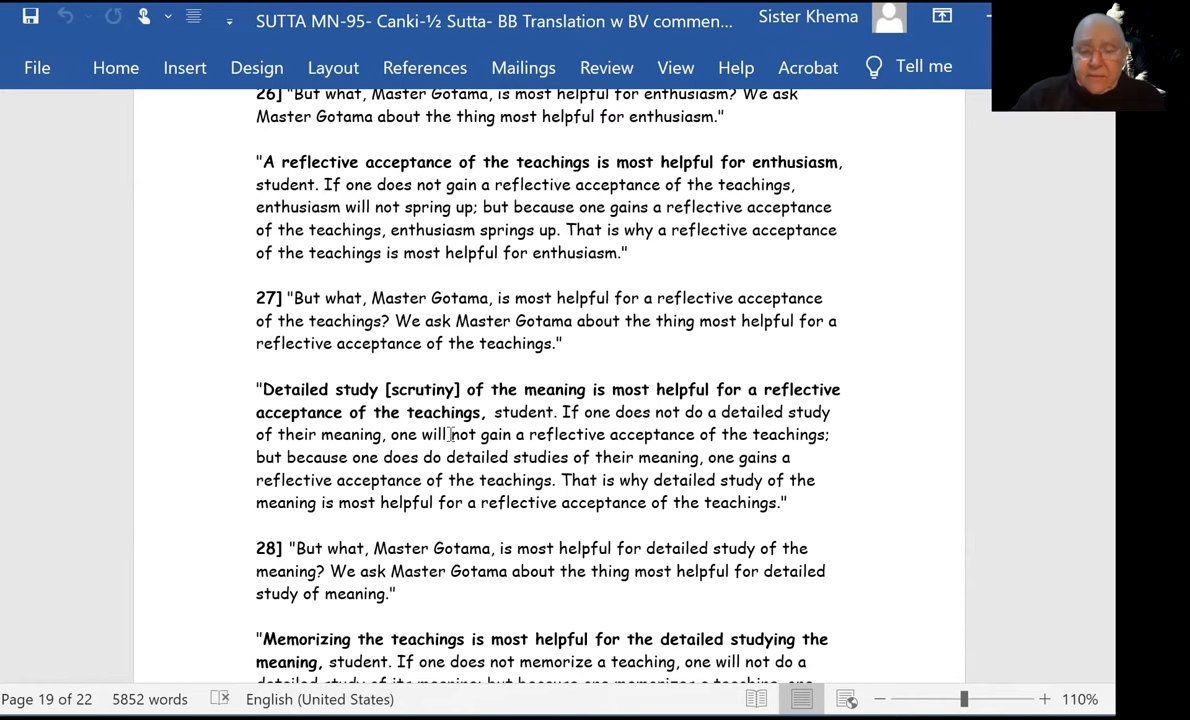 SUTTA MN-95- Canki-½ Sutta- BB Translation w BV commen...
Sister Khema
File Home Insert Design Layout References Mailings Review View Help Acrobat Tell me
26] "But what, Master Gotama, is most helpful for enthusiasm? We ask
Master Gotama about the thing most helpful for enthusiasm."
"A reflective acceptance of the teachings is most helpful for enthusiasm,
student. If one does not gain a reflective acceptance of the teachings,
enthusiasm will not spring up; but because one gains a reflective acceptance
of the teachings, enthusiasm springs up. That is why a reflective acceptance
of the teachings is most helpful for enthusiasm."
27] "But what, Master Gotama, is most helpful for a reflective acceptance
of the teachings? We ask Master Gotama about the thing most helpful for a
reflective acceptance of the teachings."
"Detailed study [scrutiny] of the meaning is most helpful for a reflective
acceptance of the teachings, student. If one does not do a detailed study
of their meaning, one will not gain a reflective acceptance of the teachings;
but because one does do detailed studies of their meaning, one gains a
reflective acceptance of the teachings. That is why detailed study of the
meaning is most helpful for a reflective acceptance of the teachings."
28] "But what, Master Gotama, is most helpful for detailed study of the
meaning? We ask Master Gotama about the thing most helpful for detailed
study of meaning."
"Memorizing the teachings is most helpful for the detailed studying the
meaning, student. If one does not memorize a teaching, one will not do a
detailed study of its meaning; but because one memorizes a teaching, one
Page 19 of 22 5852 words English (United States) 110%